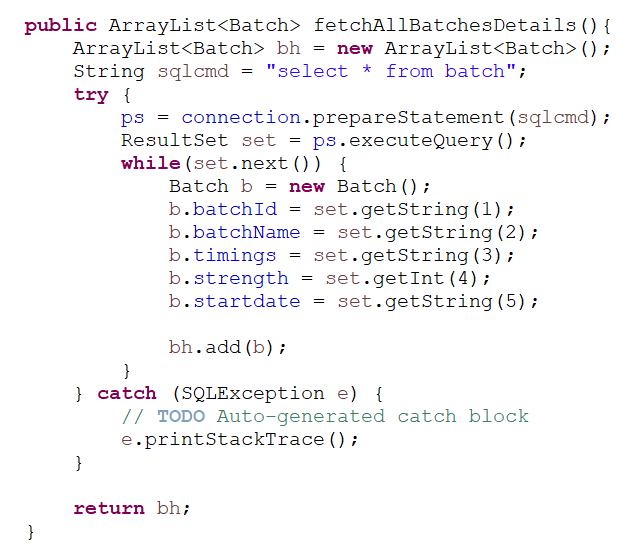 public ArrayList<Batch> fetchAllBatchesDetails(){
    ArrayList<Batch> bh = new ArrayList<Batch>();
    String sqlcmd = "select * from batch";
    try {
        ps = connection.prepareStatement(sqlcmd);
        ResultSet set = ps.executeQuery();
        while(set.next()) {
            Batch b = new Batch();
            b.batchId = set.getString(1);
            b.batchName = set.getString(2);
            b.timings = set.getString(3);
            b.strength = set.getInt(4);
            b.startdate = set.getString(5);

            bh.add(b);
        }
    } catch (SQLException e) {
        // TODO Auto-generated catch block
        e.printStackTrace();
    }

    return bh;
}